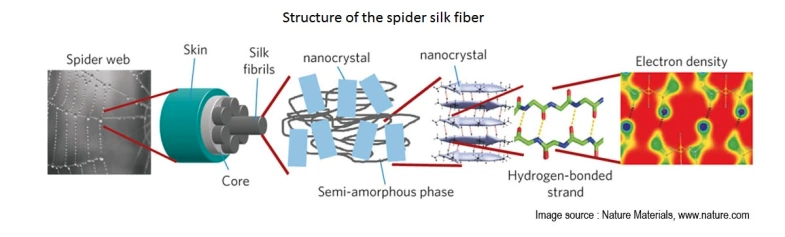 Structure of the spider silk fiber
Spider web
Skin
Silk
fibrils
nanocrystal
nanocrystal
Electron density
Core
Semi-amorphous phase
Hydrogen-bonded
strand
Image source : Nature Materials, www.nature.com